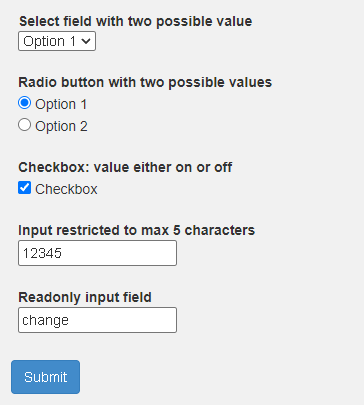 Select field with two possible value
Option 1
Radio button with two possible values
Option 1
Option 2
Checkbox: value either on or off
Checkbox
Input restricted to max 5 characters
12345
Readonly input field
change
Submit